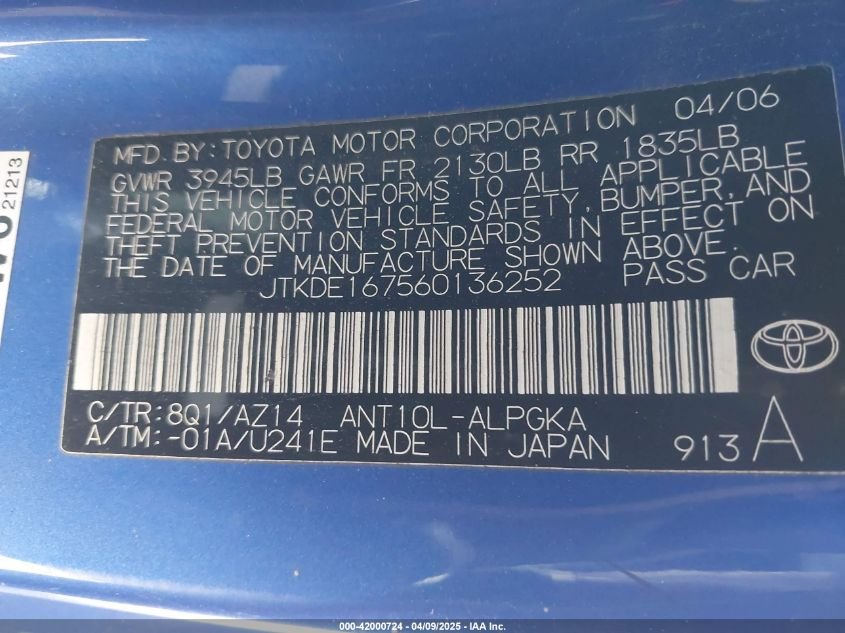 21213
04/06
MFD BY:TOYOTA MOTOR CORPORATION
GVWR 3945LB GAWR FR 2130LB RR 1835LB
THIS VEHICLE CONFORMS TO ALL APPLICABLE
FEDERAL MOTOR VEHICLE SAFETY, BUMPER, AND
THEFT PREVENTION STANDARDS IN EFFECT ON
THE DATE OF MANUFACTURE SHOWN ABOVE.
JTKDE167560136252 PASS CAR
C/TR:8Q1/AZ14 ANT10L-ALPGKA
A/TM:-01A/U241E MADE IN JAPAN 913 A
000-42000724 - 04/09/2025 - IAA Inc.